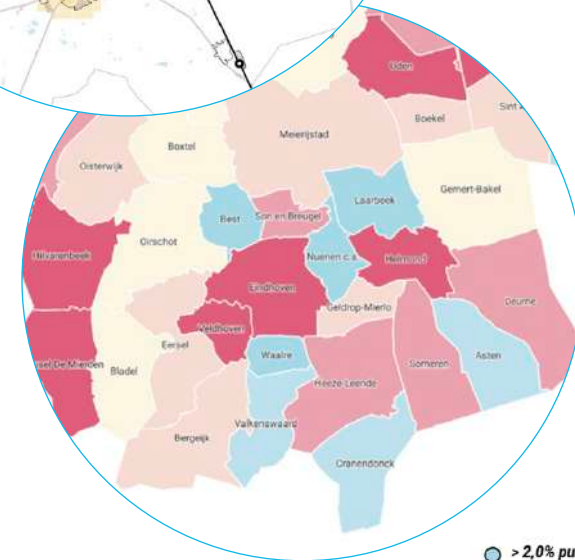 Uden
Sint
Boekel
Meierijstad
Boxtel
Oisterwijk
Gemert-Bakel
Laarbeek
Best
Son en Breugel
Oirschot
Hilvarenbeek
Nuenen c.a.
Helmond
Eindhoven
Deurne
Geldrop-Mierlo
Veldhoven
Eersel
Waalre
Asten
sel De Mierden
Bladel
Someren
Heeze-Leende
Valkenswaard
Bergeijk
Cranendonck
> 2,0% pu